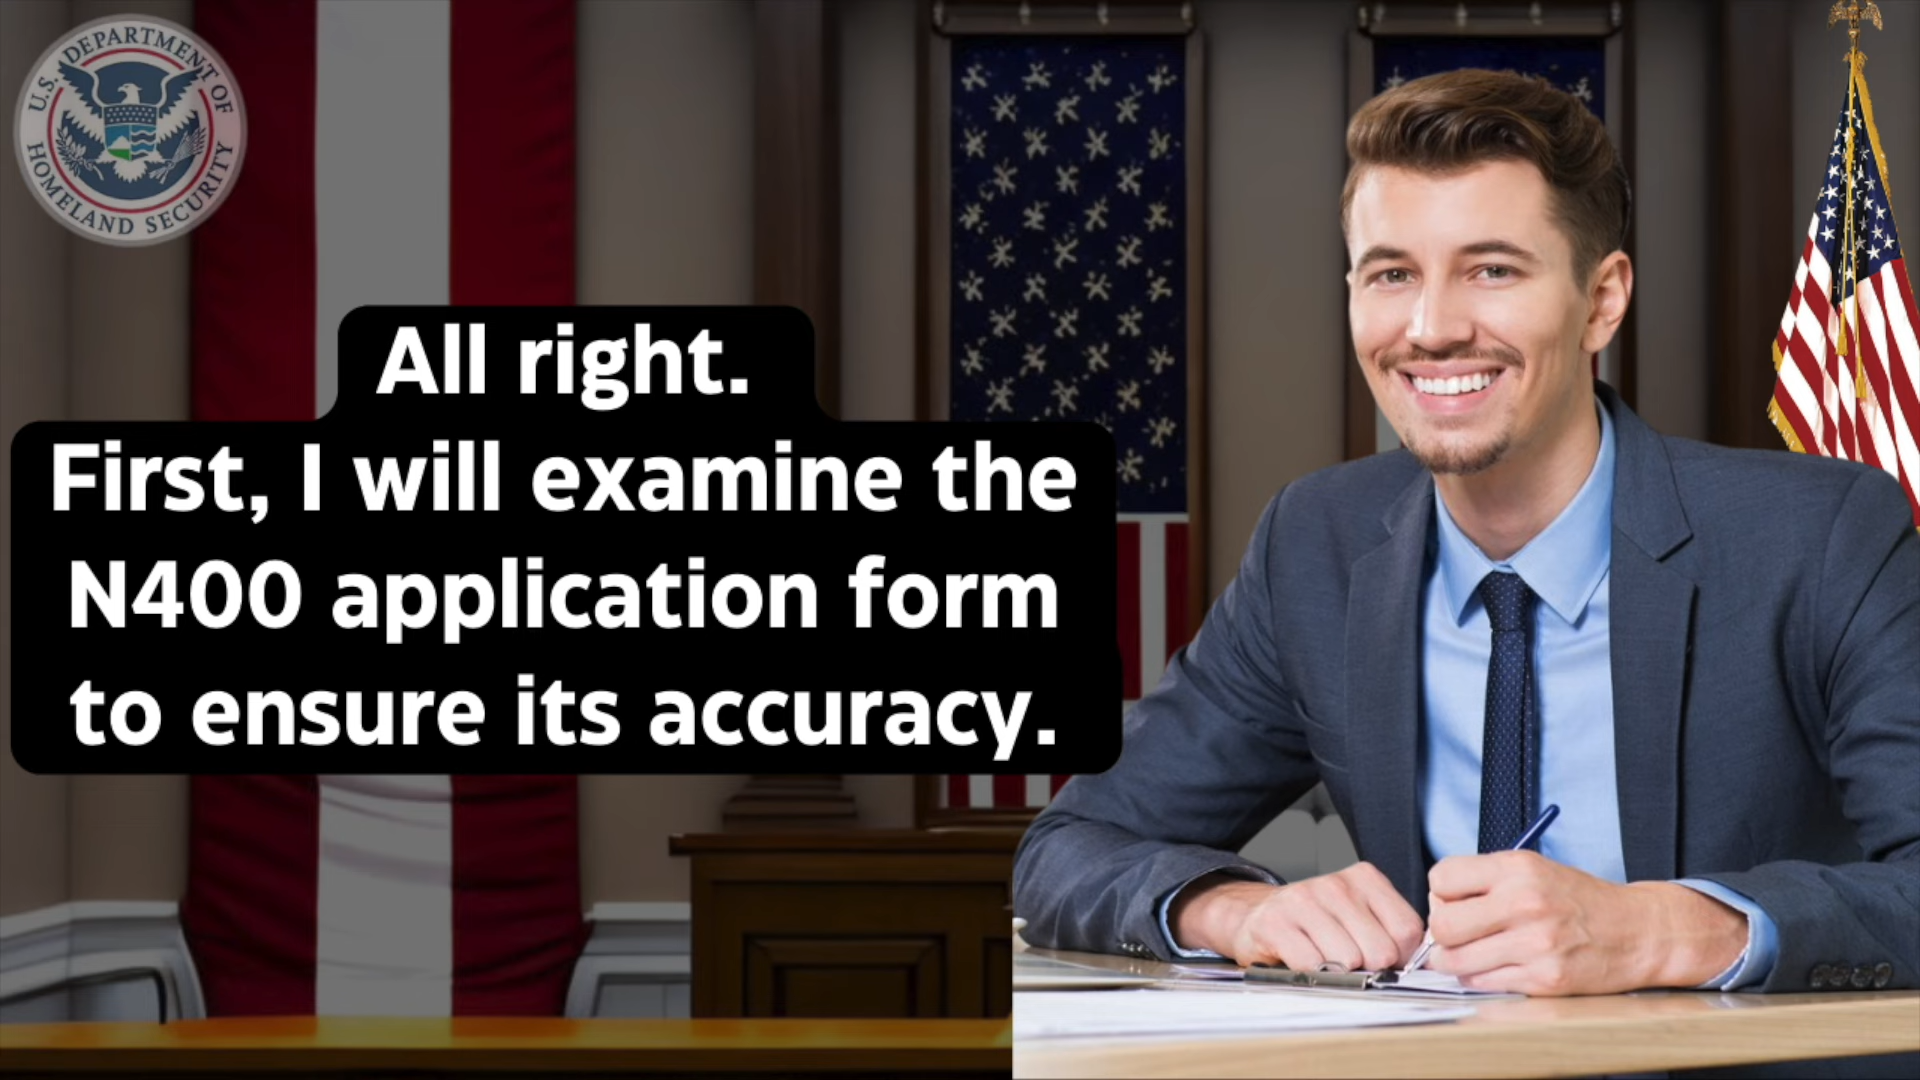 U.S. DEPARTMENT OF
HOMELAND SECURITY
All right.
First, I will examine the
N400 application form
to ensure its accuracy.